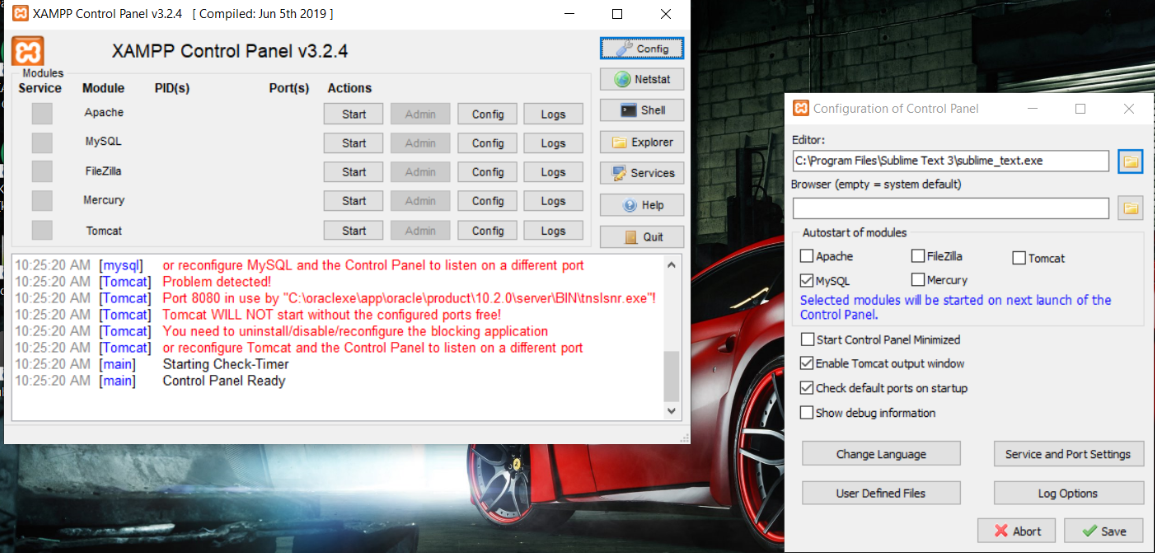 XAMPP Control Panel v3.2.4 [ Compiled: Jun 5th 2019 ]
XAMPP Control Panel v3.2.4
Config
Modules
Service Module PID(s) Port(s) Actions
Netstat
Apache Start Admin Config Logs
Shell
MySQL Start Admin Config Logs
Explorer
FileZilla Start Admin Config Logs
Services
Mercury Start Admin Config Logs
Help
Tomcat Start Admin Config Logs
Quit
10:25:20 AM [mysql] or reconfigure MySQL and the Control Panel to listen on a different port
10:25:20 AM [Tomcat] Problem detected!
10:25:20 AM [Tomcat] Port 8080 in use by "C:\oraclexe\app\oracle\product\10.2.0\server\BIN\tnslsnr.exe"!
10:25:20 AM [Tomcat] Tomcat WILL NOT start without the configured ports free!
10:25:20 AM [Tomcat] You need to uninstall/disable/reconfigure the blocking application
10:25:20 AM [Tomcat] or reconfigure Tomcat and the Control Panel to listen on a different port
10:25:20 AM [main] Starting Check-Timer
10:25:20 AM [main] Control Panel Ready
Configuration of Control Panel
Editor:
C:\Program Files\Sublime Text 3\sublime_text.exe
Browser (empty = system default)
Autostart of modules
Apache FileZilla Tomcat
MySQL Mercury
Selected modules will be started on next launch of the
Control Panel.
Start Control Panel Minimized
Enable Tomcat output window
Check default ports on startup
Show debug information
Change Language Service and Port Settings
User Defined Files Log Options
Abort Save